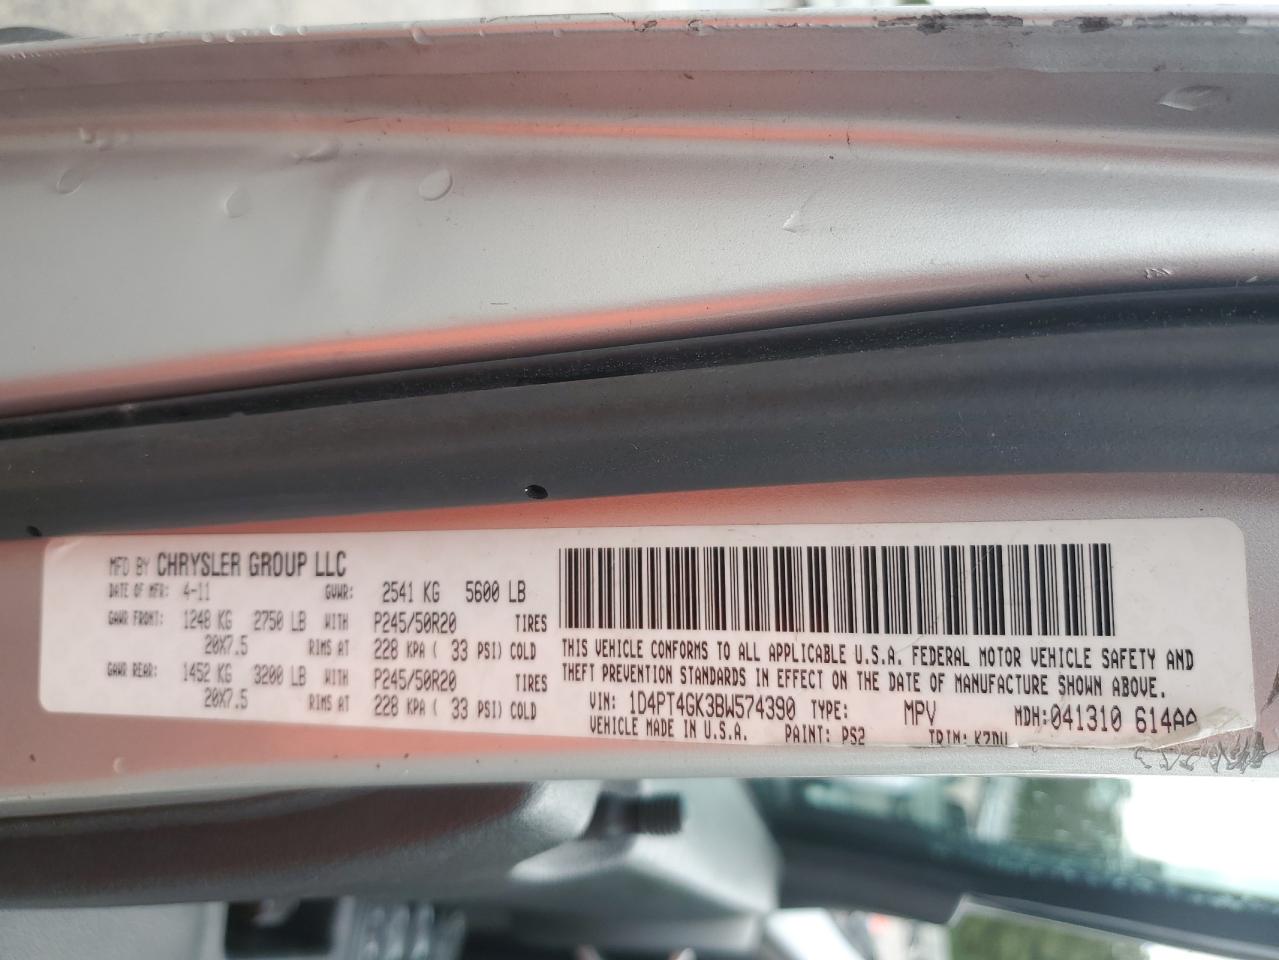 MFD BY CHRYSLER GROUP LLC
DATE OF MFR: 4-11 GVWR: 2541 KG 5600 LB
GAWR FRONT: 1248 KG 2750 LB WITH P245/50R20 TIRES
20X7.5 RIMS AT 228 KPA ( 33 PSI) COLD
GAWR REAR: 1452 KG 3200 LB WITH P245/50R20 TIRES
20X7.5 RIMS AT 228 KPA ( 33 PSI) COLD
THIS VEHICLE CONFORMS TO ALL APPLICABLE U.S.A. FEDERAL MOTOR VEHICLE SAFETY AND
THEFT PREVENTION STANDARDS IN EFFECT ON THE DATE OF MANUFACTURE SHOWN ABOVE.
VIN: 1D4PT4GK3BW574390 TYPE: MPV MDH:041310 614AA
VEHICLE MADE IN U.S.A. PAINT: PS2 TRIM: